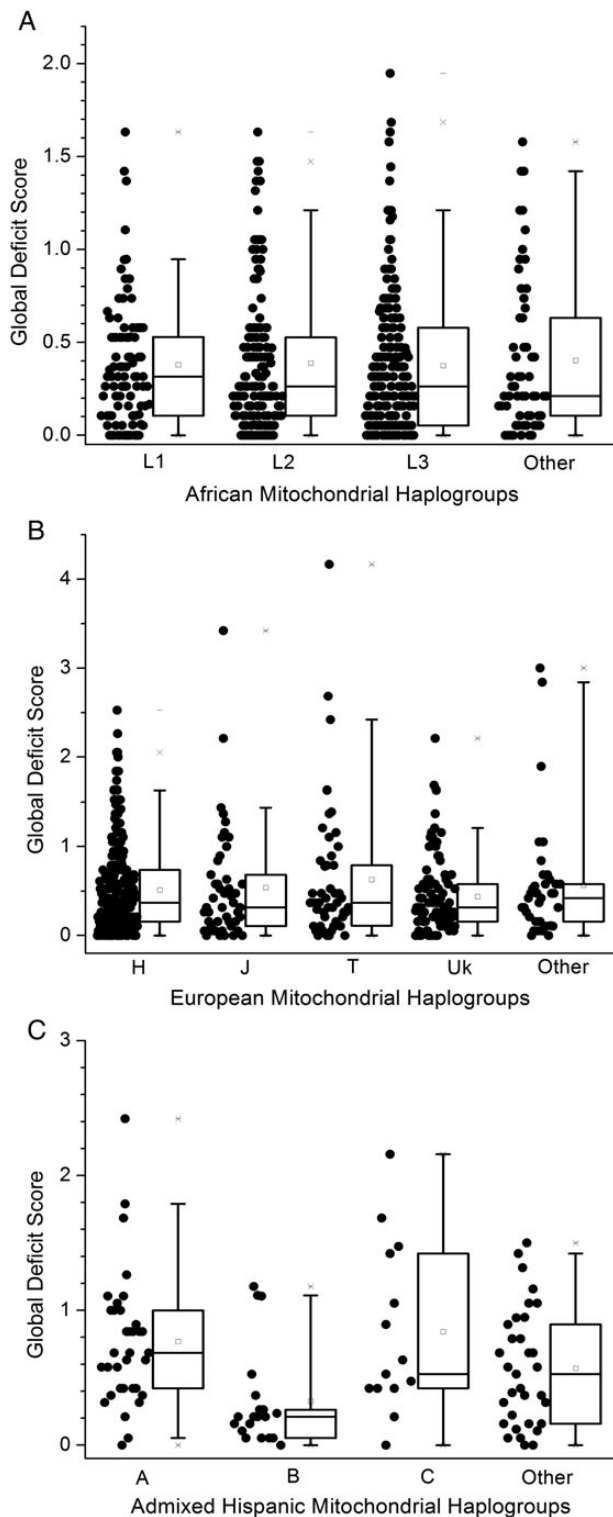 A
Global Deficit Score
2.0
1.5
1.0
0.5
0.0
L1 L2 L3 Other
African Mitochondrial Haplogroups
B
Global Deficit Score
4
3
2
1
0
H J T Uk Other
European Mitochondrial Haplogroups
C
Global Deficit Score
3
2
1
0
A B C Other
Admixed Hispanic Mitochondrial Haplogroups